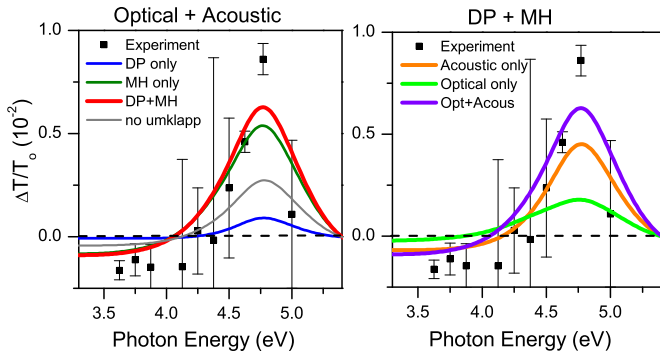 Optical + Acoustic
ΔT/T₀ (10⁻²)
1.0
0.5
0.0
Experiment
DP only
MH only
DP+MH
no umklapp
3.5 4.0 4.5 5.0
Photon Energy (eV)
DP + MH
1.0
0.5
0.0
Experiment
Acoustic only
Optical only
Opt+Acous
3.5 4.0 4.5 5.0
Photon Energy (eV)